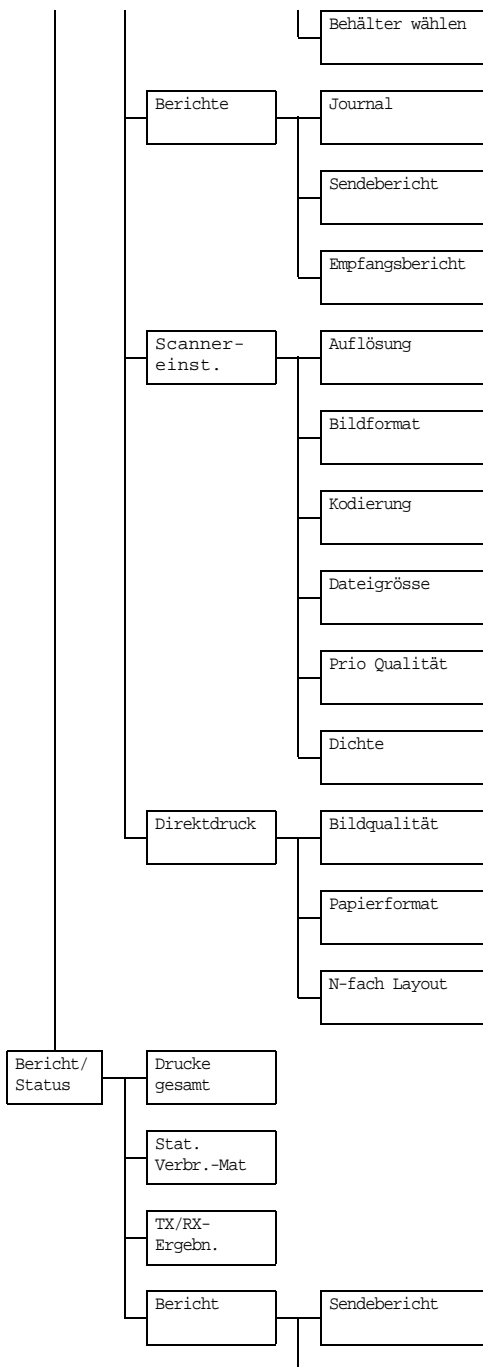 Behälter wählen
Berichte
Journal
Sendebericht
Empfangsbericht
Scanner-
einst.
Auflösung
Bildformat
Kodierung
Dateigrösse
Prio Qualität
Dichte
Direktdruck
Bildqualität
Papierformat
N-fach Layout
Bericht/
Status
Drucke
gesamt
Stat.
Verbr.-Mat
TX/RX-
Ergebn.
Bericht
Sendebericht